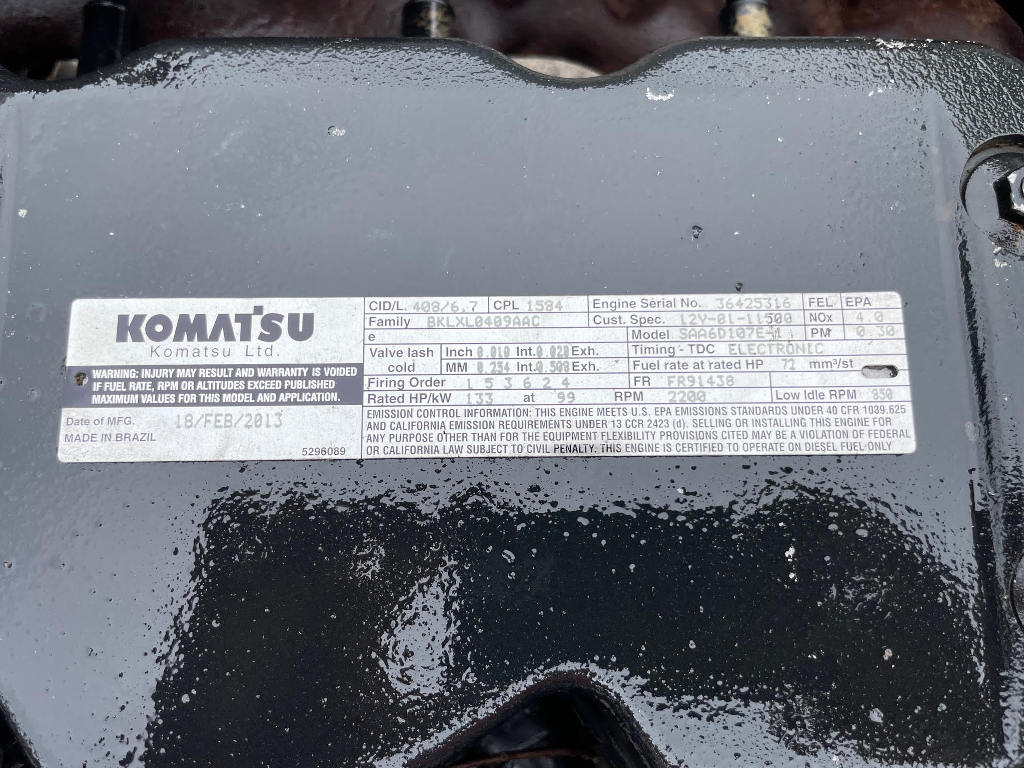 KOMATSU
Komatsu Ltd.
WARNING: INJURY MAY RESULT AND WARRANTY IS VOIDED
IF FUEL RATE, RPM OR ALTITUDES EXCEED PUBLISHED
MAXIMUM VALUES FOR THIS MODEL AND APPLICATION.
Date of MFG. 18/FEB/2013
MADE IN BRAZIL
5296089
CID/L. 408/6.7 CPL 1584 Engine Serial No. 36425316 FEL EPA
Family BKLXL0409AAC Cust. Spec. 12Y-01-11500 NOx 4.0
e Model SAA6D107E-1 PM 0.30
Valve lash Inch 0.010 Int. 0.020 Exh. Timing - TDC ELECTRONIC
cold MM 0.254 Int. 0.508 Exh. Fuel rate at rated HP 72 mm³/st
Firing Order 1 5 3 6 2 4 FR FR91438
Rated HP/kW 133 at 99 RPM 2200 Low Idle RPM 850
EMISSION CONTROL INFORMATION: THIS ENGINE MEETS U.S. EPA EMISSIONS STANDARDS UNDER 40 CFR 1039.625
AND CALIFORNIA EMISSION REQUIREMENTS UNDER 13 CCR 2423 (d). SELLING OR INSTALLING THIS ENGINE FOR
ANY PURPOSE OTHER THAN FOR THE EQUIPMENT FLEXIBILITY PROVISIONS CITED MAY BE A VIOLATION OF FEDERAL
OR CALIFORNIA LAW SUBJECT TO CIVIL PENALTY. THIS ENGINE IS CERTIFIED TO OPERATE ON DIESEL FUEL-ONLY